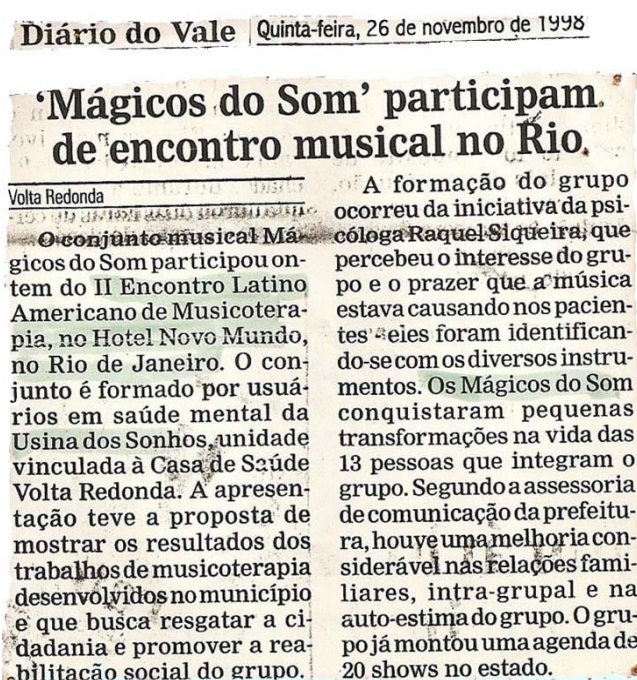 Diário do Vale
Quinta-feira, 26 de novembro de 1998
‘Mágicos do Som’ participam
de encontro musical no Rio
Volta Redonda
O conjunto musical Má-
gicos do Som participou on-
tem do II Encontro Latino
Americano de Musicotera-
pia, no Hotel Novo Mundo,
no Rio de Janeiro. O con-
junto é formado por usuá-
rios em saúde mental da
Usina dos Sonhos, unidade
vinculada à Casa de Saúde
Volta Redonda. A apresen-
tação teve a proposta de
mostrar os resultados dos
trabalhos de musicoterapia
desenvolvidos no município
e que busca resgatar a ci-
dadania e promover a rea-
bilitação social do grupo.
A formação do grupo
ocorreu da iniciativa da psi-
cóloga Raquel Siqueira, que
percebeu o interesse do gru-
po e o prazer que a música
estava causando nos pacien-
tes eles foram identifican-
do-se com os diversos instru-
mentos. Os Mágicos do Som
conquistaram pequenas
transformações na vida das
13 pessoas que integram o
grupo. Segundo a assessoria
de comunicação da prefeitu-
ra, houve uma melhoria con-
siderável nas relações fami-
liares, intra-grupal e na
auto-estima do grupo. O gru-
po já montou uma agenda de
20 shows no estado.